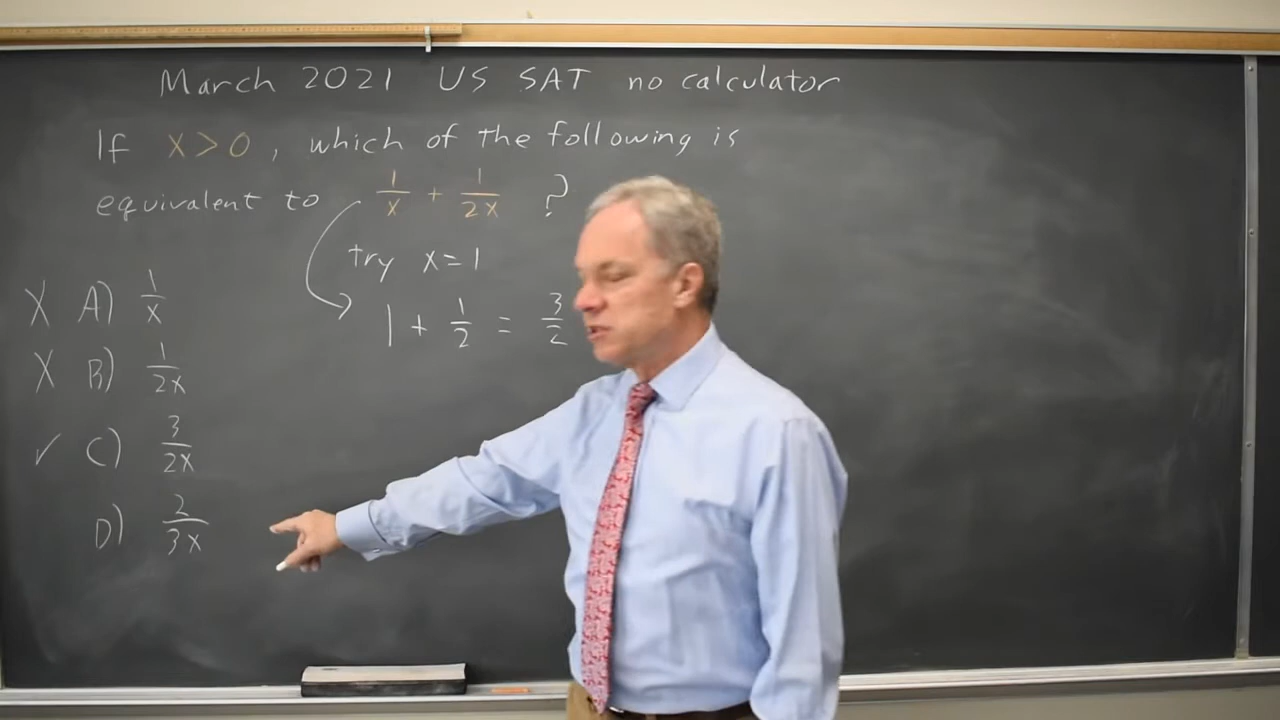 March 2021 US SAT no calculator
If x>0, which of the following is
equivalent to 1/x + 1/2x ?
try x=1
1 + 1/2 = 3/2
X A) 1/x
X B) 1/2x
✓ C) 3/2x
D) 2/3x